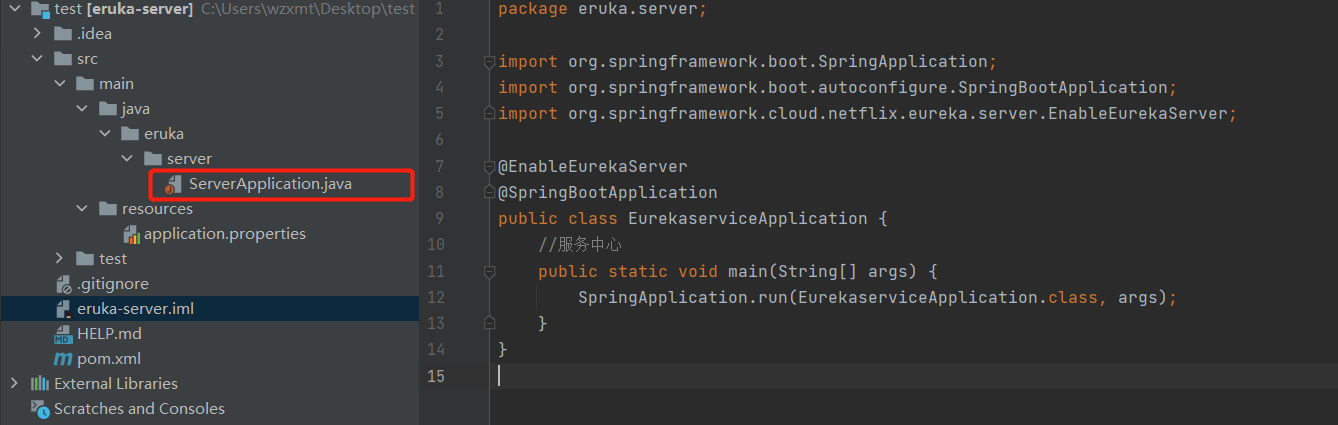 test [eruka-server] C:\Users\wzxmt\Desktop\test
.idea
src
main
java
eruka
server
ServerApplication.java
resources
application.properties
test
.gitignore
eruka-server.iml
HELP.md
pom.xml
External Libraries
Scratches and Consoles
1 package eruka.server;
2
3 import org.springframework.boot.SpringApplication;
4 import org.springframework.boot.autoconfigure.SpringBootApplication;
5 import org.springframework.cloud.netflix.eureka.server.EnableEurekaServer;
6
7 @EnableEurekaServer
8 @SpringBootApplication
9 public class EurekaserviceApplication {
10 //服务中心
11 public static void main(String[] args) {
12 SpringApplication.run(EurekaserviceApplication.class, args);
13 }
14 }
15